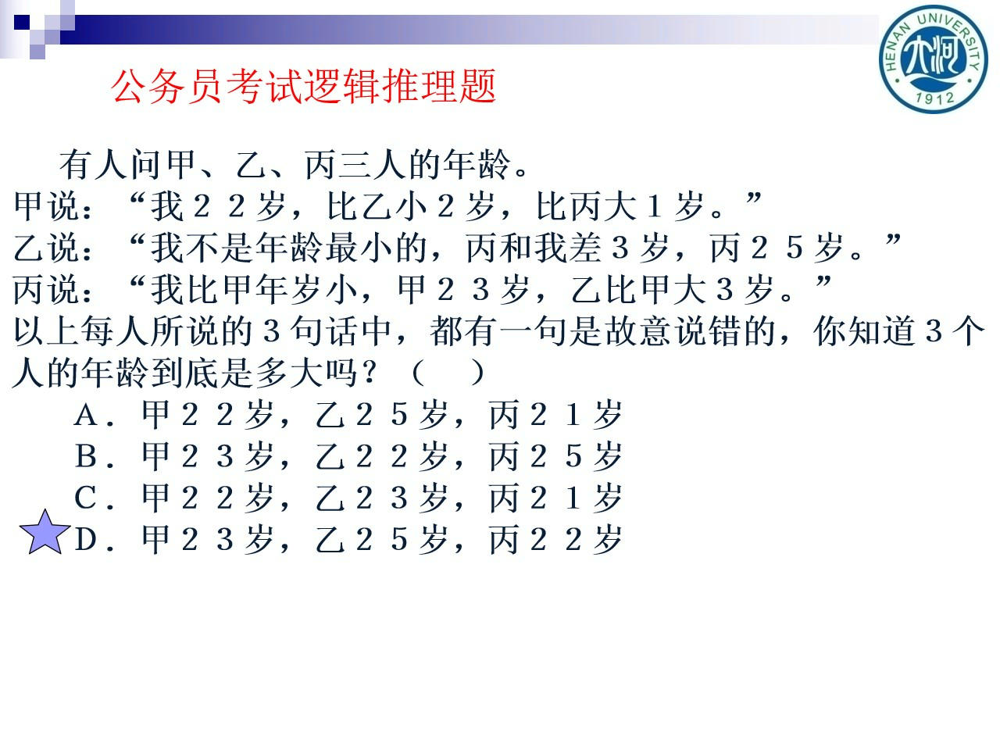 HENAN UNIVERSITY
大河
1912
公务员考试逻辑推理题
有人问甲、乙、丙三人的年龄。
甲说：“我２２岁，比乙小２岁，比丙大１岁。”
乙说：“我不是年龄最小的，丙和我差３岁，丙２５岁。”
丙说：“我比甲年岁小，甲２３岁，乙比甲大３岁。”
以上每人所说的３句话中，都有一句是故意说错的，你知道３个
人的年龄到底是多大吗？（　）
Ａ．甲２２岁，乙２５岁，丙２１岁
Ｂ．甲２３岁，乙２２岁，丙２５岁
Ｃ．甲２２岁，乙２３岁，丙２１岁
Ｄ．甲２３岁，乙２５岁，丙２２岁